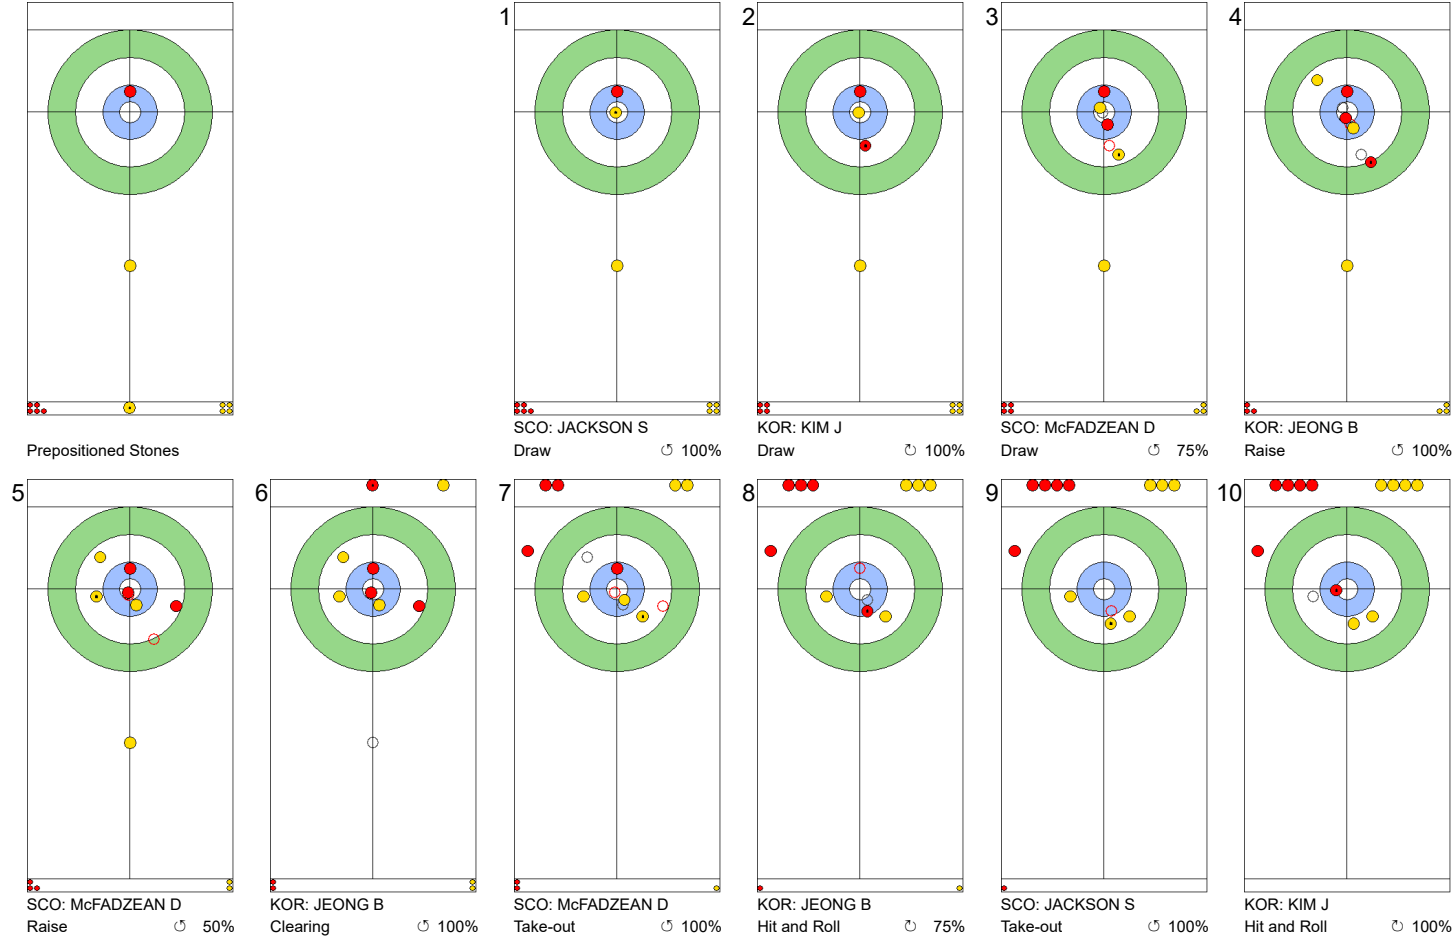 1
2
3
4
Prepositioned Stones
SCO: JACKSON S
Draw 100%
KOR: KIM J
Draw 100%
SCO: McFADZEAN D
Draw 75%
KOR: JEONG B
Raise 100%
5
6
7
8
9
10
SCO: McFADZEAN D
Raise 50%
KOR: JEONG B
Clearing 100%
SCO: McFADZEAN D
Take-out 100%
KOR: JEONG B
Hit and Roll 75%
SCO: JACKSON S
Take-out 100%
KOR: KIM J
Hit and Roll 100%